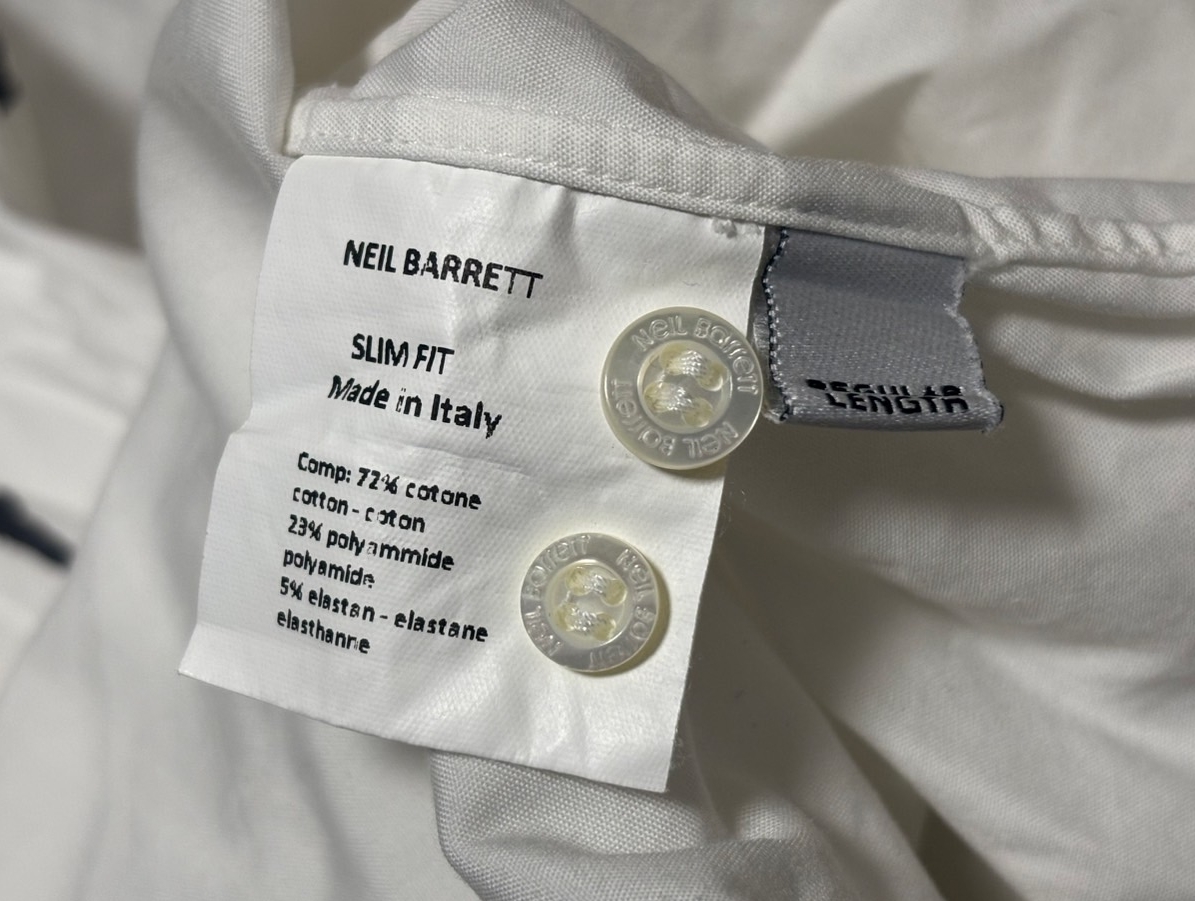 NEIL BARRETT
SLIM FIT
Made in Italy
Comp: 72% cotone
cotton - coton
23% polyammide
polyamide
5% elastan - elastane
elasthanne
Neil Barrett Neil Barrett
Neil Barrett Neil Barrett
REGULAR
LENGTH